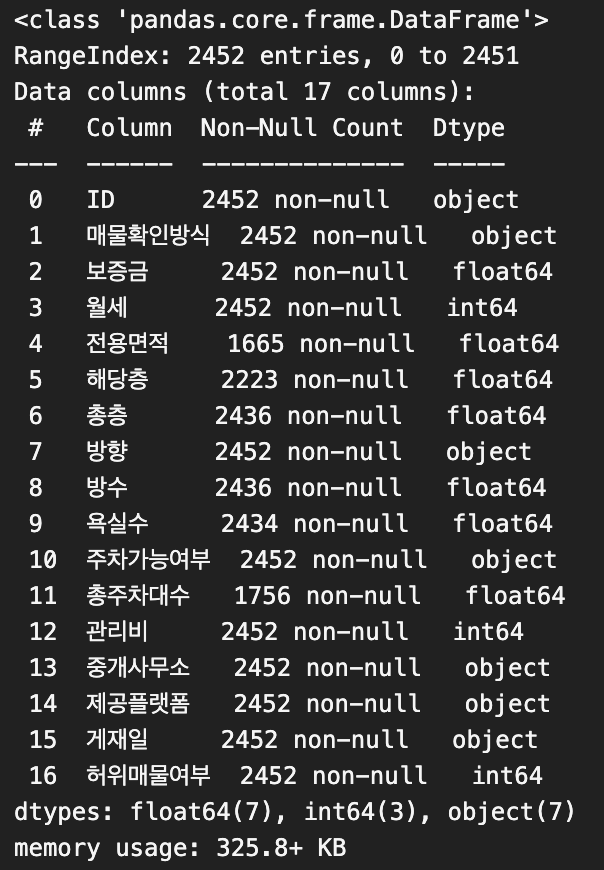 <class 'pandas.core.frame.DataFrame'>
RangeIndex: 2452 entries, 0 to 2451
Data columns (total 17 columns):
 #   Column  Non-Null Count  Dtype
---  ------  --------------  -----
 0   ID      2452 non-null   object
 1   매물확인방식  2452 non-null   object
 2   보증금     2452 non-null   float64
 3   월세      2452 non-null   int64
 4   전용면적    1665 non-null   float64
 5   해당층     2223 non-null   float64
 6   총층      2436 non-null   float64
 7   방향      2452 non-null   object
 8   방수      2436 non-null   float64
 9   욕실수     2434 non-null   float64
 10  주차가능여부  2452 non-null   object
 11  총주차대수   1756 non-null   float64
 12  관리비     2452 non-null   int64
 13  중개사무소   2452 non-null   object
 14  제공플랫폼   2452 non-null   object
 15  게재일     2452 non-null   object
 16  허위매물여부  2452 non-null   int64
dtypes: float64(7), int64(3), object(7)
memory usage: 325.8+ KB